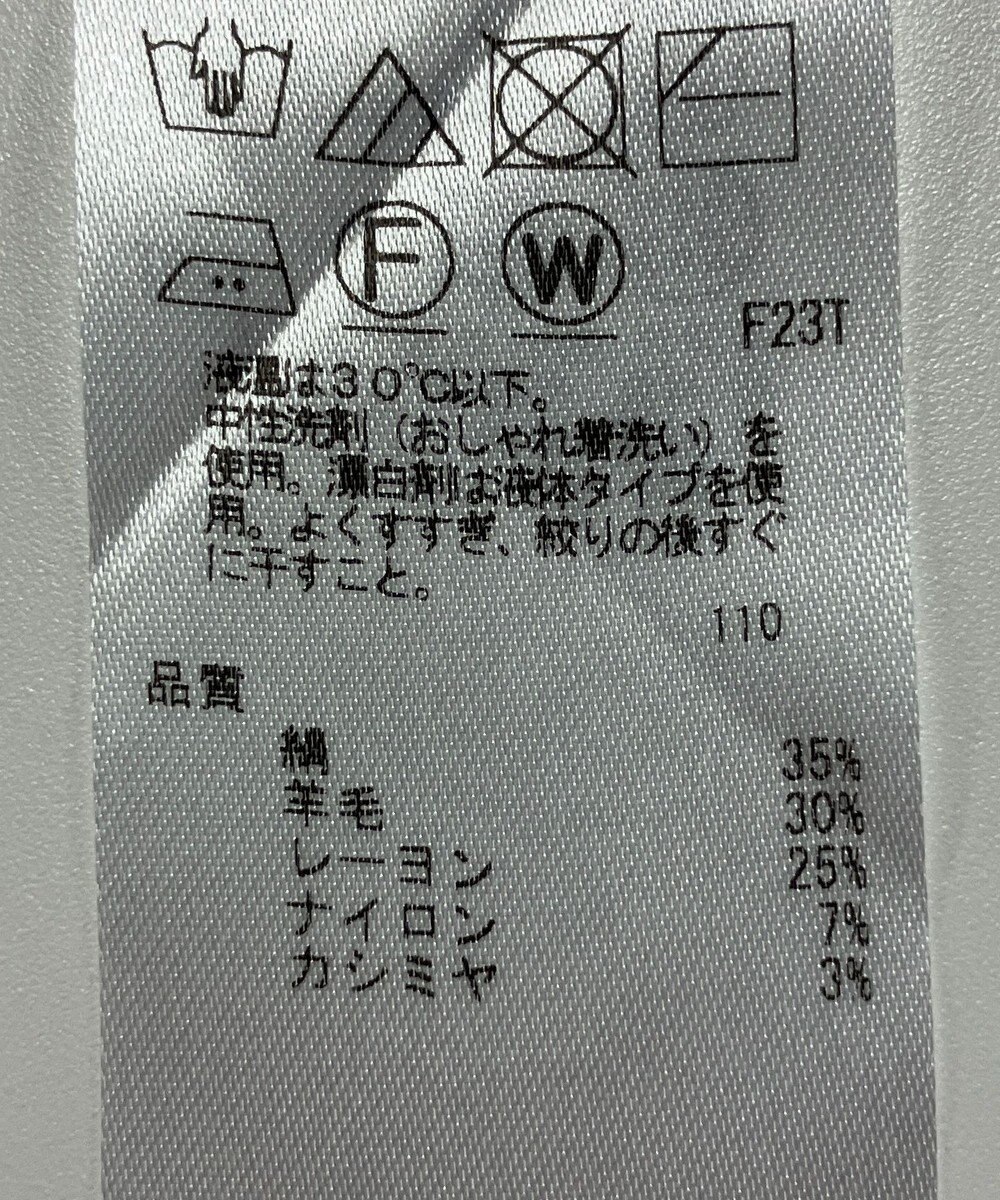 F W
F23T
液温は30℃以下。
中性洗剤（おしゃれ着洗い）を
使用。漂白剤は液体タイプを使
用。よくすすぎ、絞りの後すぐ
に干すこと。
110
品質
綿 35%
羊毛 30%
レーヨン 25%
ナイロン 7%
カシミヤ 3%